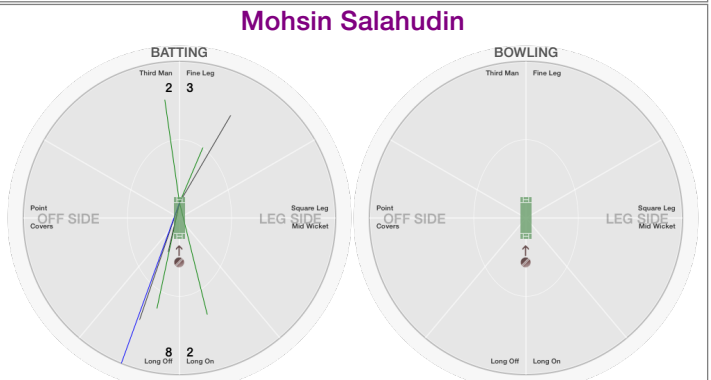 Mohsin Salahudin
BATTING
Third Man Fine Leg
2 3
Point
OFF SIDE
Covers
Square Leg
LEG SIDE
Mid Wicket
8 2
Long Off Long On
BOWLING
Third Man Fine Leg
Point
OFF SIDE
Covers
Square Leg
LEG SIDE
Mid Wicket
Long Off Long On